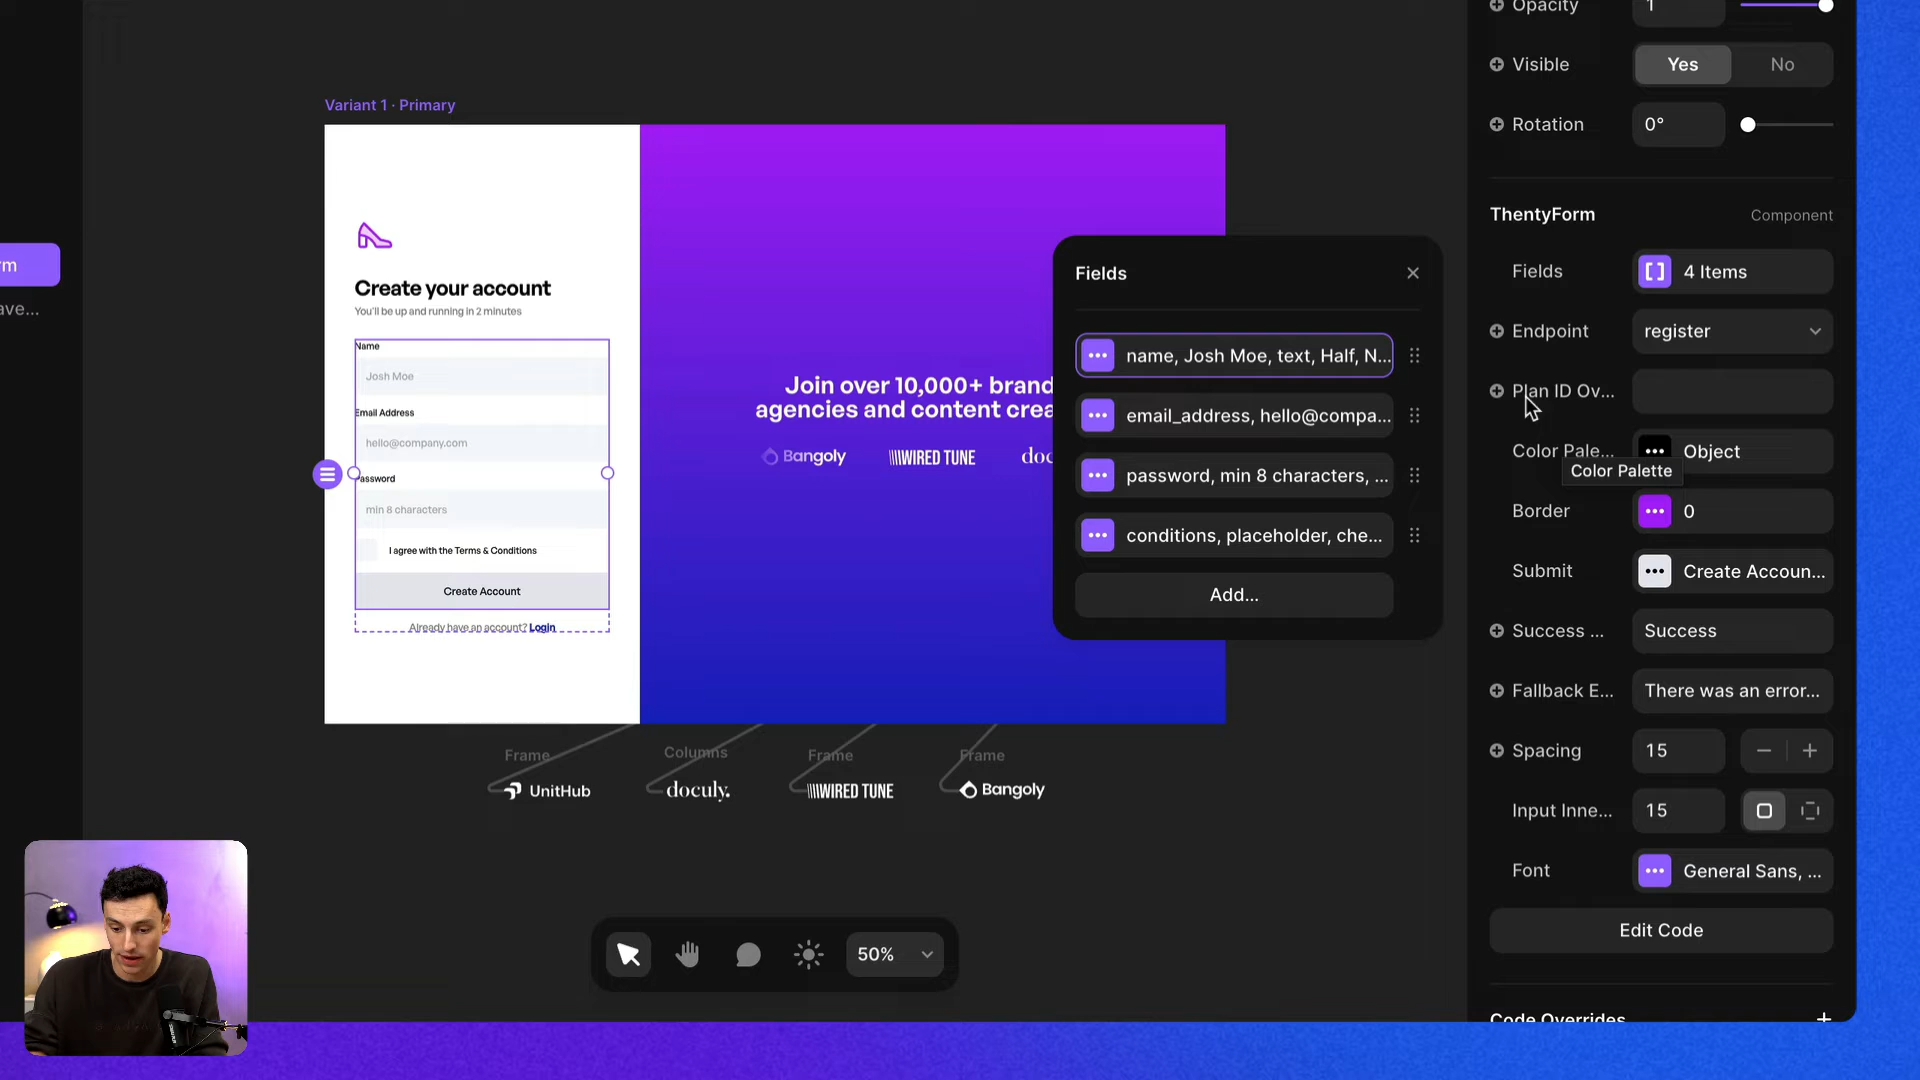 Opacity
1
Visible
Yes
No
Rotation
0°
Variant 1 · Primary
rm
ave...
Create your account
You'll be up and running in 2 minutes
Name
Josh Moe
Email Address
hello@company.com
Password
min 8 characters
I agree with the Terms & Conditions
Create Account
Already have an account? Login
Join over 10,000+ brand
agencies and content crea
Bangoly
WIRED TUNE
doc
Fields
name, Josh Moe, text, Half, N...
email_address, hello@compa...
password, min 8 characters, ...
conditions, placeholder, che...
Add...
ThentyForm
Component
Fields
4 Items
Endpoint
register
Plan ID Ov...
Color Pale...
Object
Color Palette
Border
0
Submit
Create Accoun...
Success ...
Success
Fallback E...
There was an error...
Spacing
15
Input Inne...
15
Font
General Sans, ...
Edit Code
Code Overrides
Frame
Columns
Frame
Frame
UnitHub
doculy.
WIRED TUNE
Bangoly
50%